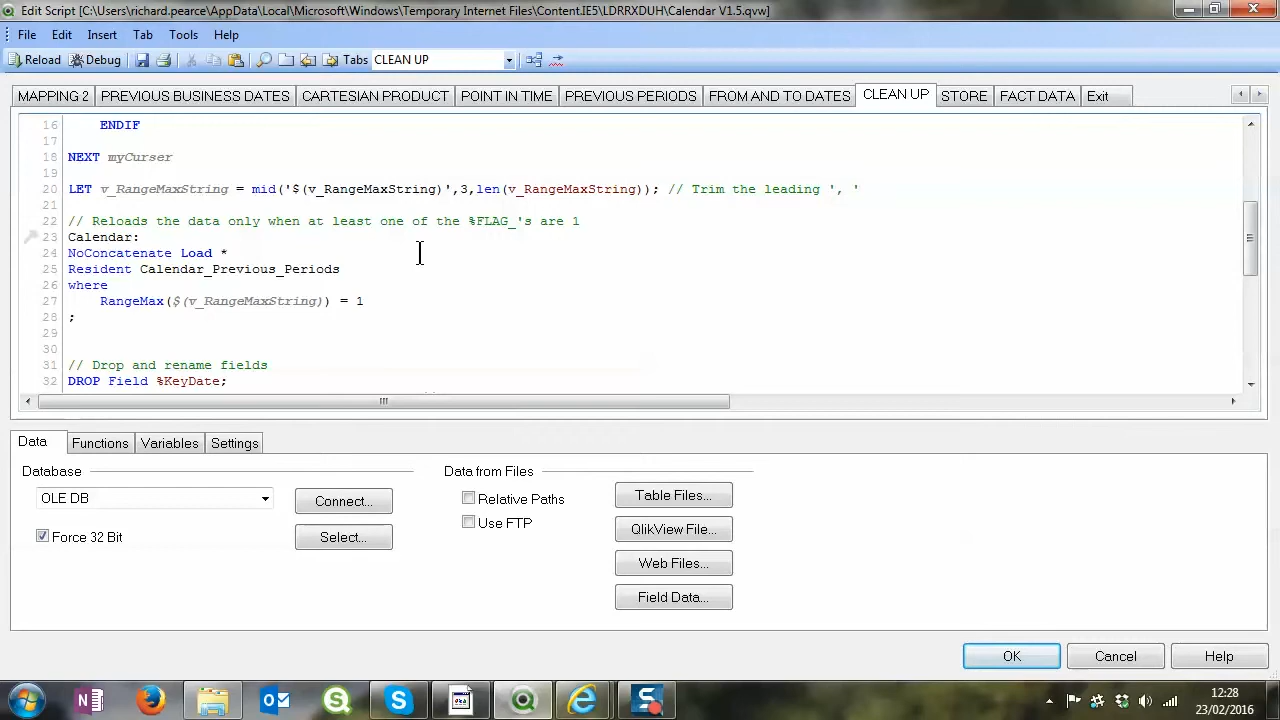 Edit Script [C:\Users\richard.pearce\AppData\Local\Microsoft\Windows\Temporary Internet Files\Content.IE5\LDRRXDUH\Calendar V1.5.qvw]
File Edit Insert Tab Tools Help
Reload Debug Tabs CLEAN UP
MAPPING 2 PREVIOUS BUSINESS DATES CARTESIAN PRODUCT POINT IN TIME PREVIOUS PERIODS FROM AND TO DATES CLEAN UP STORE FACT DATA Exit
16 ENDIF
17
18 NEXT myCurser
19
20 LET v_RangeMaxString = mid('$(v_RangeMaxString)',3,len(v_RangeMaxString)); // Trim the leading ', '
21
22 // Reloads the data only when at least one of the %FLAG_'s are 1
23 Calendar:
24 NoConcatenate Load *
25 Resident Calendar_Previous_Periods
26 where
27 RangeMax($(v_RangeMaxString)) = 1
28 ;
29
30
31 // Drop and rename fields
32 DROP Field %KeyDate;
Data Functions Variables Settings
Database
OLE DB
Connect...
Force 32 Bit
Select...
Data from Files
Relative Paths
Use FTP
Table Files...
QlikView File...
Web Files...
Field Data...
OK Cancel Help
12:28
23/02/2016